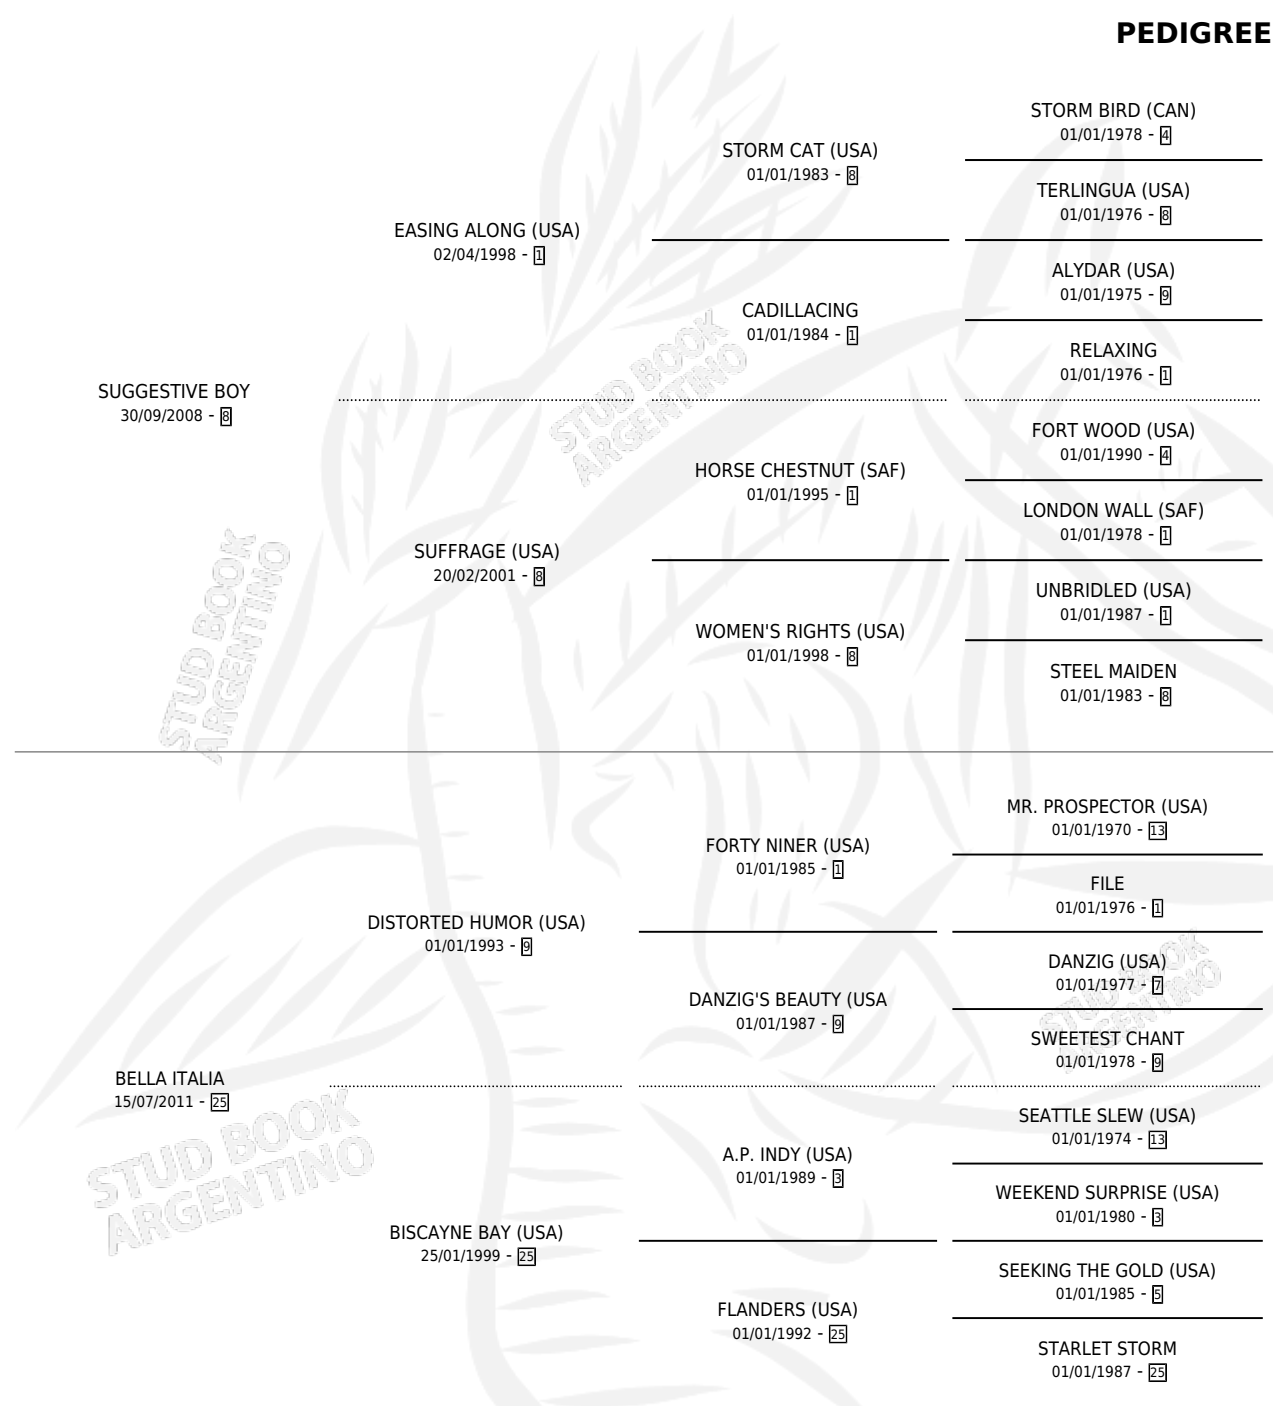 PEDIGREE
STORM BIRD (CAN)
01/01/1978 - 4
STORM CAT (USA)
01/01/1983 - 8
TERLINGUA (USA)
01/01/1976 - 8
EASING ALONG (USA)
02/04/1998 - 1
ALYDAR (USA)
01/01/1975 - 9
CADILLACING
01/01/1984 - 1
RELAXING
01/01/1976 - 1
SUGGESTIVE BOY
30/09/2008 - 8
FORT WOOD (USA)
01/01/1990 - 4
HORSE CHESTNUT (SAF)
01/01/1995 - 1
LONDON WALL (SAF)
01/01/1978 - 1
SUFFRAGE (USA)
20/02/2001 - 8
UNBRIDLED (USA)
01/01/1987 - 1
WOMEN'S RIGHTS (USA)
01/01/1998 - 8
STEEL MAIDEN
01/01/1983 - 8
MR. PROSPECTOR (USA)
01/01/1970 - 13
FORTY NINER (USA)
01/01/1985 - 1
FILE
01/01/1976 - 1
DISTORTED HUMOR (USA)
01/01/1993 - 9
DANZIG (USA)
01/01/1977 - 7
DANZIG'S BEAUTY (USA
01/01/1987 - 9
SWEETEST CHANT
01/01/1978 - 9
BELLA ITALIA
15/07/2011 - 25
SEATTLE SLEW (USA)
01/01/1974 - 13
A.P. INDY (USA)
01/01/1989 - 3
WEEKEND SURPRISE (USA)
01/01/1980 - 3
BISCAYNE BAY (USA)
25/01/1999 - 25
SEEKING THE GOLD (USA)
01/01/1985 - 5
FLANDERS (USA)
01/01/1992 - 25
STARLET STORM
01/01/1987 - 25
STUD BOOK
ARGENTINO
STUD BOOK
ARGENTINO
STUD BOOK
ARGENTINO
STUD BOOK
ARGENTINO